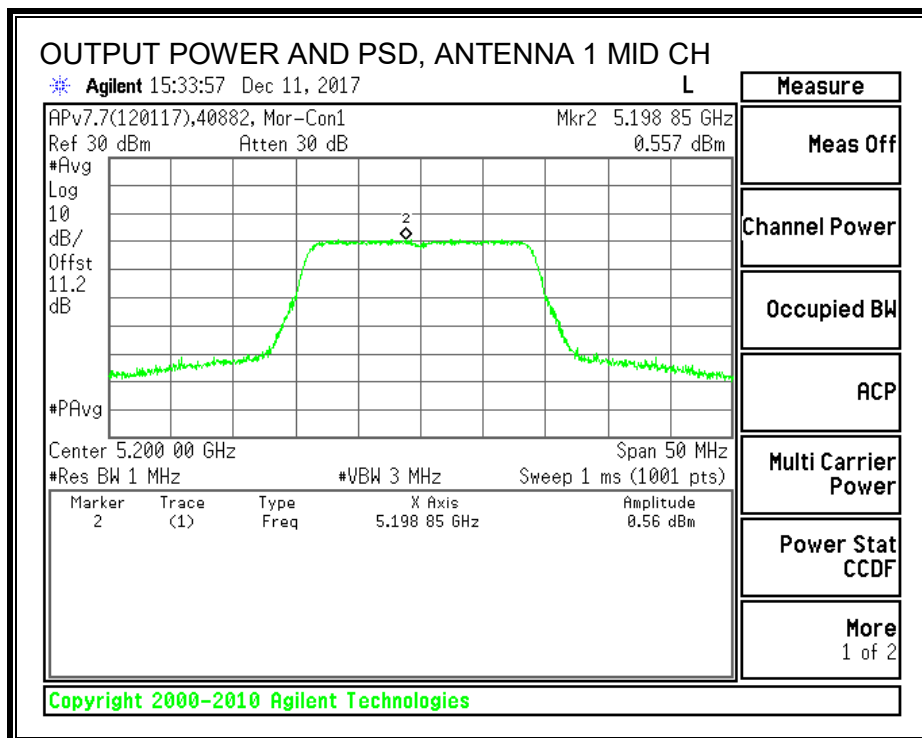 OUTPUT POWER AND PSD, ANTENNA 1 MID CH
Agilent 15:33:57 Dec 11, 2017 L
Measure
APv7.7(120117),40882, Mor-Con1 Mkr2 5.198 85 GHz
Ref 30 dBm Atten 30 dB 0.557 dBm
Meas Off
#Avg
Log
10
dB/
Offst
11.2
dB
2
#PAvg
Channel Power
Occupied BW
ACP
Center 5.200 00 GHz Span 50 MHz
#Res BW 1 MHz #VBW 3 MHz Sweep 1 ms (1001 pts)
Multi Carrier
Power
Marker Trace Type X Axis Amplitude
2 (1) Freq 5.198 85 GHz 0.56 dBm
Power Stat
CCDF
More
1 of 2
Copyright 2000-2010 Agilent Technologies